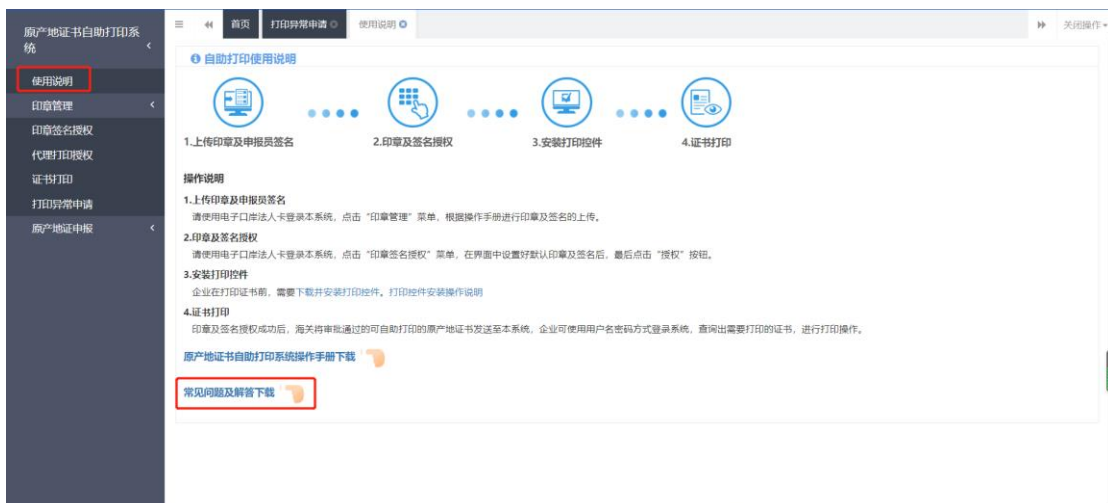 原产地证书自助打印系
统
使用说明
印章管理
印章签名授权
代理打印授权
证书打印
打印异常申请
原产地证申报
首页 打印异常申请 使用说明 关闭操作
自助打印使用说明
1.上传印章及申报员签名 2.印章及签名授权 3.安装打印控件 4.证书打印
操作说明
1.上传印章及申报员签名
请使用电子口岸法人卡登录本系统，点击“印章管理”菜单，根据操作手册进行印章及签名的上传。
2.印章及签名授权
请使用电子口岸法人卡登录本系统，点击“印章签名授权”菜单，在界面中设置好默认印章及签名后，最后点击“授权”按钮。
3.安装打印控件
企业在打印证书前，需要下载并安装打印控件。打印控件安装操作说明
4.证书打印
印章及签名授权成功后，海关将审批通过的可自助打印的原产地证书发送至本系统，企业可使用用户名密码方式登录系统，查询出需要打印的证书，进行打印操作。
原产地证书自助打印系统操作手册下载
常见问题及解答下载